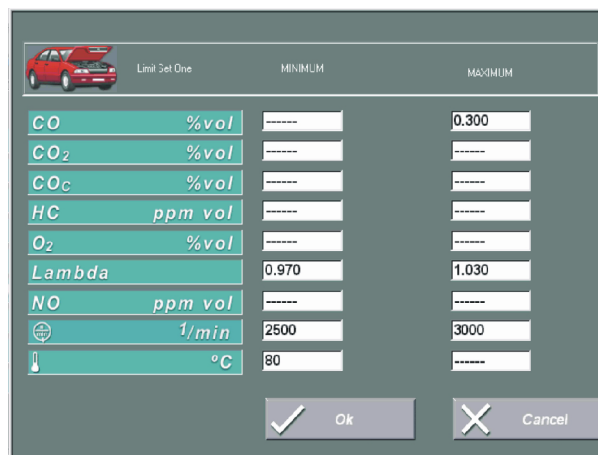 Limit Set One MINIMUM MAXIMUM
CO %vol ------ 0.300
CO2 %vol ------ ------
COC %vol ------ ------
HC ppm vol ------ ------
O2 %vol ------ ------
Lambda 0.970 1.030
NO ppm vol ------ ------
1/min 2500 3000
°C 80 ------
Ok Cancel